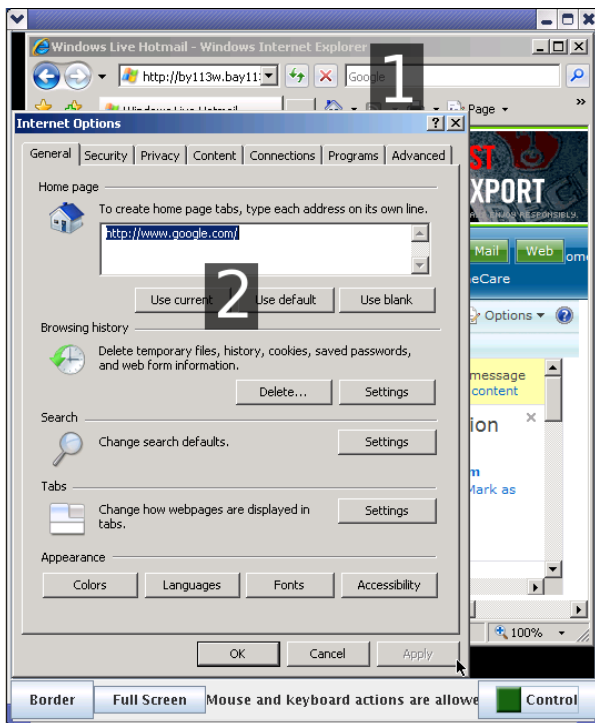 Windows Live Hotmail - Windows Internet Explorer
1
http://by113w.bay11
Google
Windows Live Hotmail
Page
»
Internet Options
General Security Privacy Content Connections Programs Advanced
ST
XPORT
ENJOY RESPONSIBLY.
Home page
To create home page tabs, type each address on its own line.
http://www.google.com/
Mail Web ome
eCare
2
Use current Use default Use blank
Options
Browsing history
Delete temporary files, history, cookies, saved passwords,
and web form information.
Delete... Settings
message
content
Search
ion
Change search defaults.
Settings
m
Mark as
Tabs
Change how webpages are displayed in
tabs.
Settings
Appearance
Colors Languages Fonts Accessibility
100%
OK Cancel Apply
Border Full Screen Mouse and keyboard actions are allowe Control